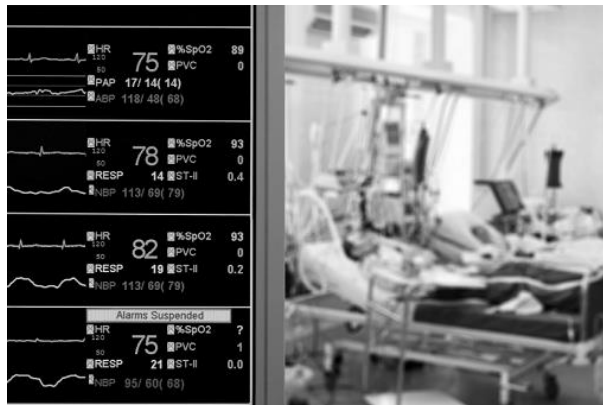 HR 75 %SpO2 89
120
50 PVC 0
PAP 17/ 14( 14)
ABP 118/ 48( 68)
HR 78 %SpO2 93
120
50 PVC 0
RESP 14 ST-II 0.4
NBP 113/ 69( 79)
HR 82 %SpO2 93
120
50 PVC 0
RESP 19 ST-II 0.2
NBP 113/ 69( 79)
Alarms Suspended
HR 75 %SpO2 ?
120
50 PVC 1
RESP 21 ST-II 0.0
NBP 95/ 60( 68)